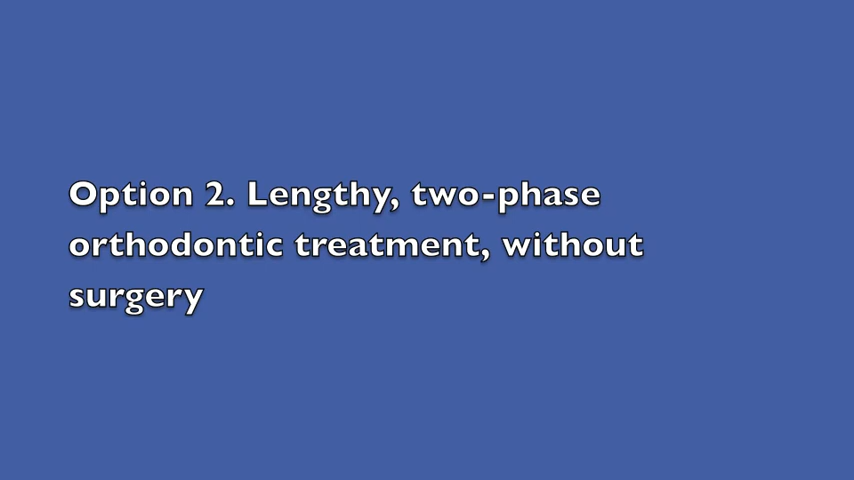 Option 2. Lengthy, two-phase
orthodontic treatment, without
surgery